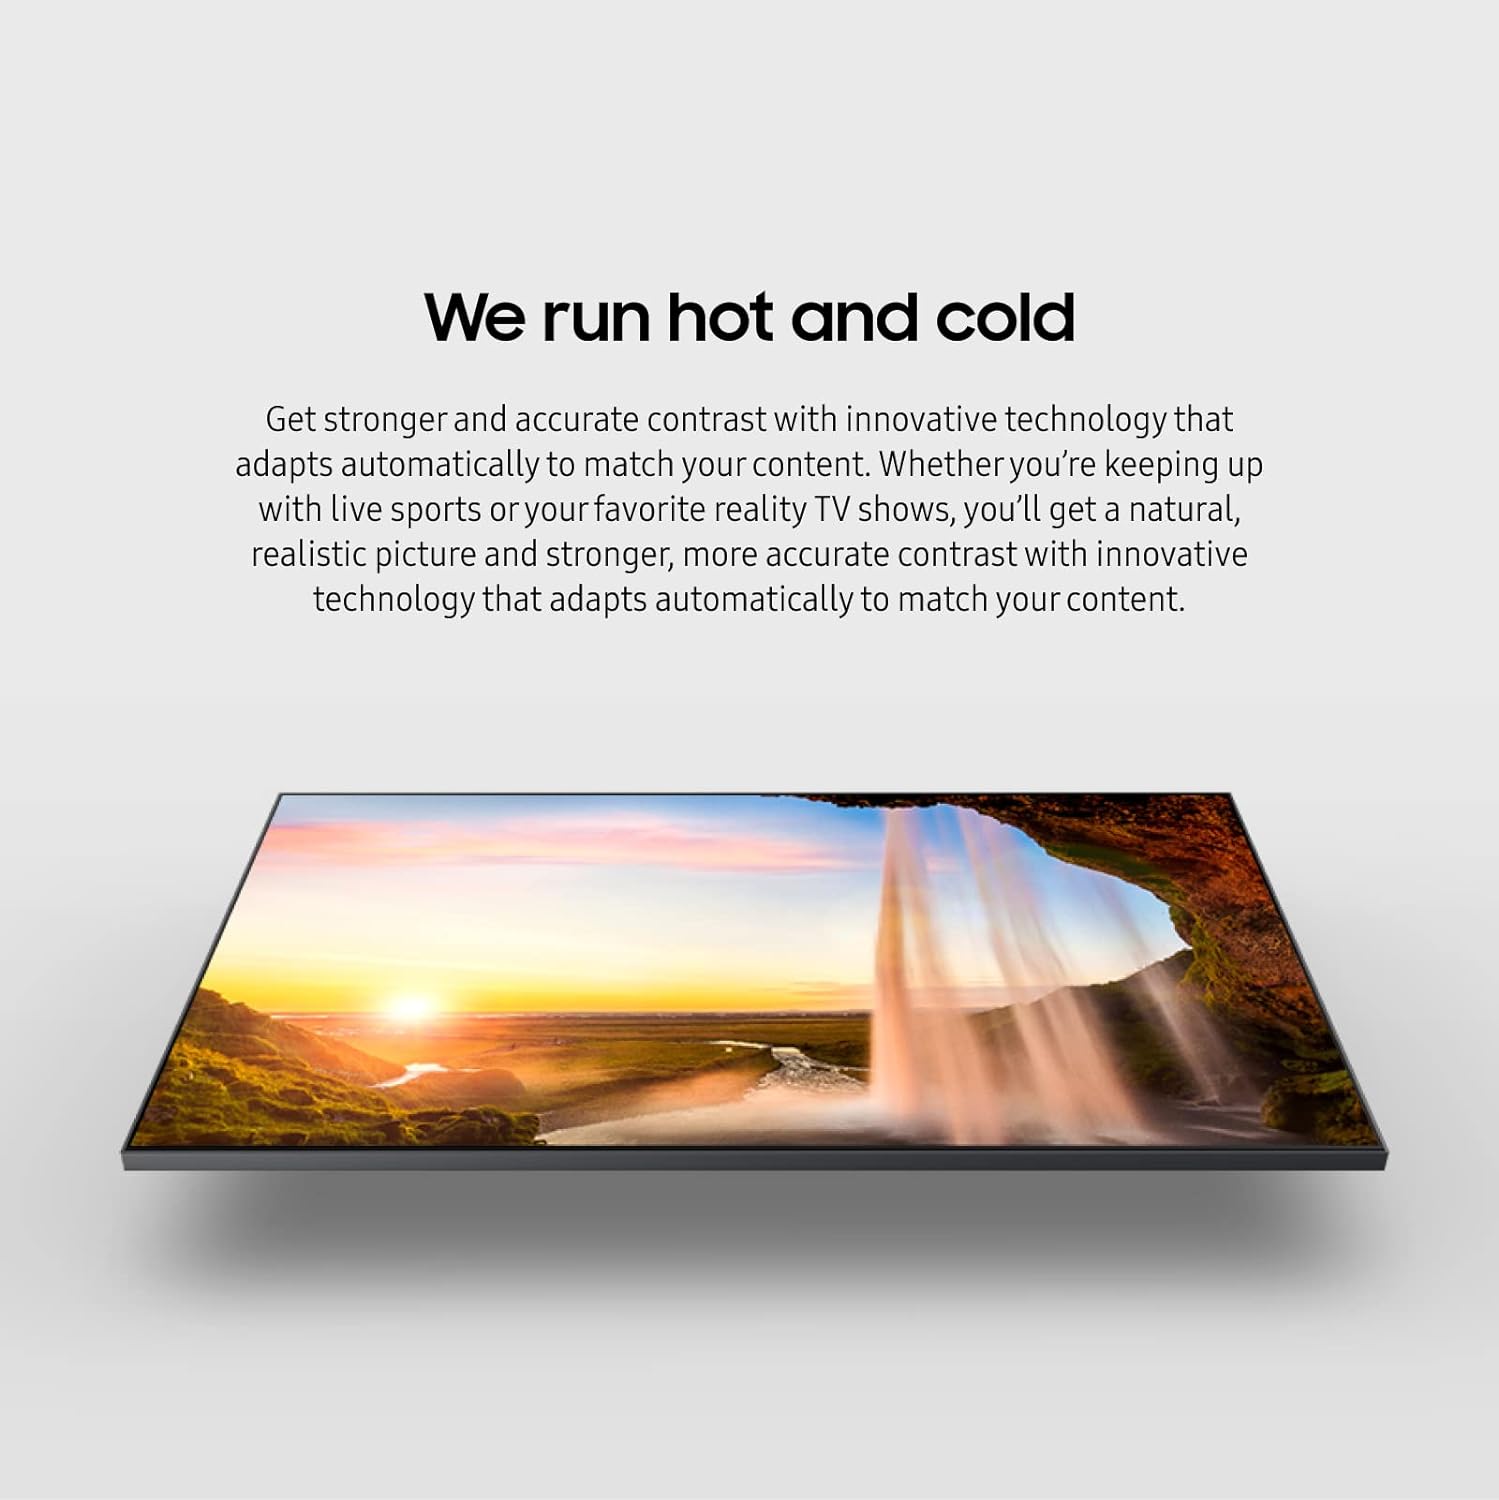 We run hot and cold
Get stronger and accurate contrast with innovative technology that
adapts automatically to match your content. Whether you’re keeping up
with live sports or your favorite reality TV shows, you’ll get a natural,
realistic picture and stronger, more accurate contrast with innovative
technology that adapts automatically to match your content.